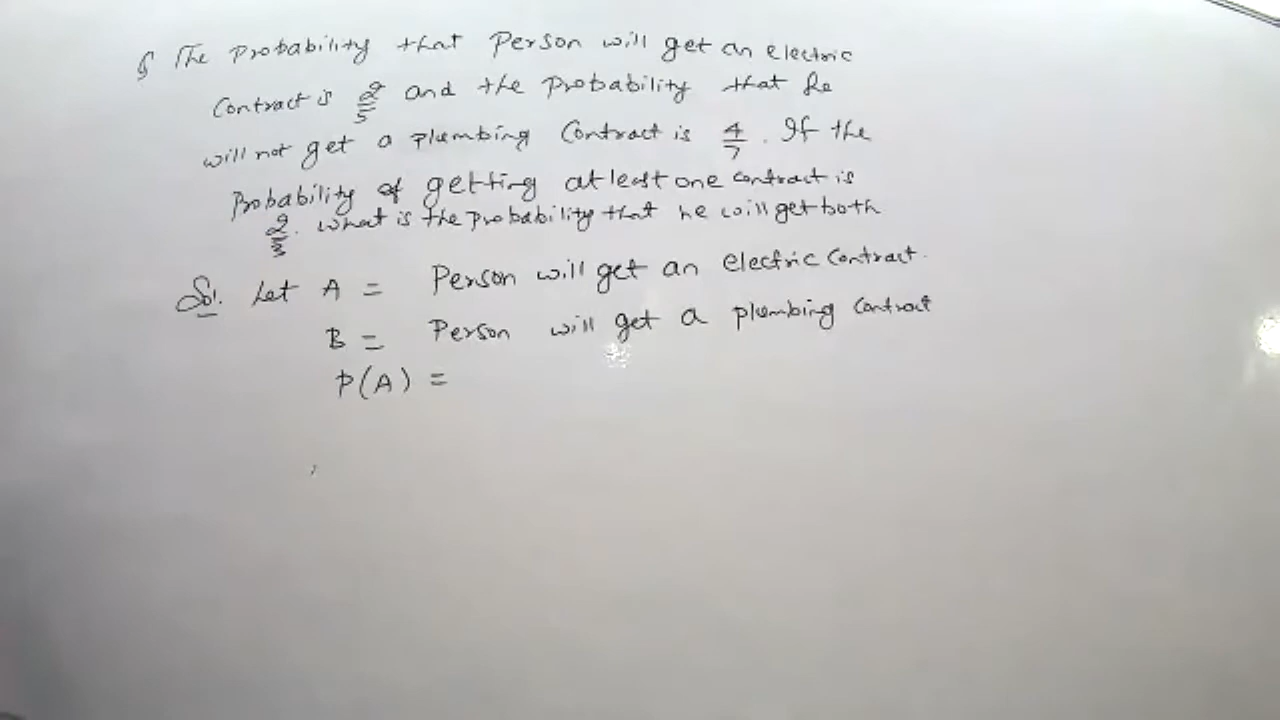 Q The Probability that Person will get an electric
Contract is 2/5 and the Probability that he
will not get a plumbing Contract is 4/7. If the
Probability of getting atleast one contract is
2/3. What is the probability that he will get both
Sol. Let A = Person will get an electric contract.
B = Person will get a plumbing contract
P(A) =